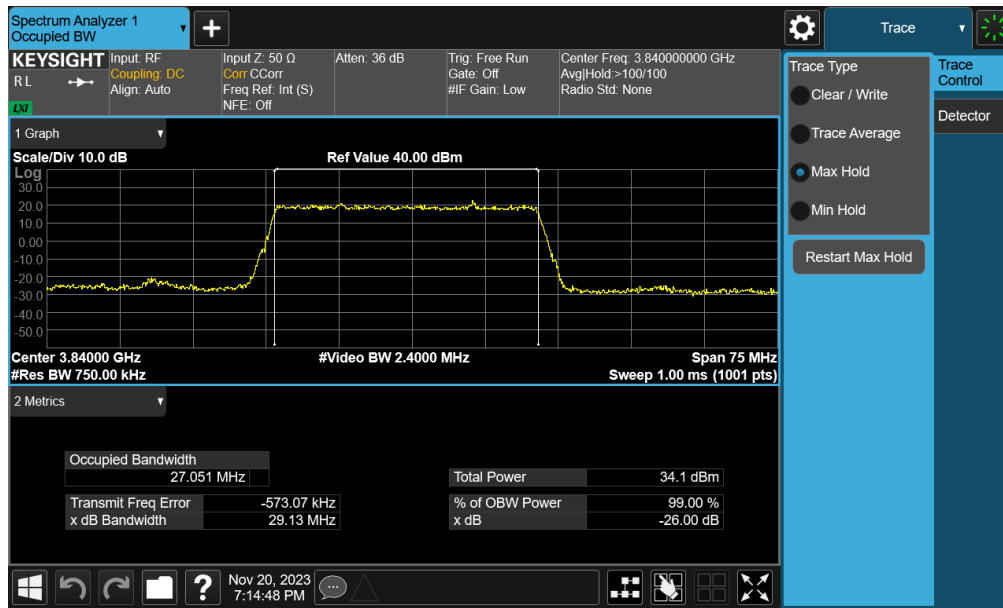 Spectrum Analyzer 1
Occupied BW
+
Trace
KEYSIGHT
R L
LXI
Input: RF
Coupling: DC
Align: Auto
Input Z: 50 Ω
Corr CCorr
Freq Ref: Int (S)
NFE: Off
Atten: 36 dB
Trig: Free Run
Gate: Off
#IF Gain: Low
Center Freq: 3.840000000 GHz
Avg|Hold:>100/100
Radio Std: None
1 Graph
Scale/Div 10.0 dB
Ref Value 40.00 dBm
Log
30.0
20.0
10.0
0.00
-10.0
-20.0
-30.0
-40.0
-50.0
Center 3.84000 GHz
#Video BW 2.4000 MHz
Span 75 MHz
#Res BW 750.00 kHz
Sweep 1.00 ms (1001 pts)
2 Metrics
Occupied Bandwidth
27.051 MHz
Total Power 34.1 dBm
Transmit Freq Error -573.07 kHz
% of OBW Power 99.00 %
x dB Bandwidth 29.13 MHz
x dB -26.00 dB
?
Nov 20, 2023
7:14:48 PM
Trace Type
Clear / Write
Trace Average
Max Hold
Min Hold
Restart Max Hold
Trace
Control
Detector